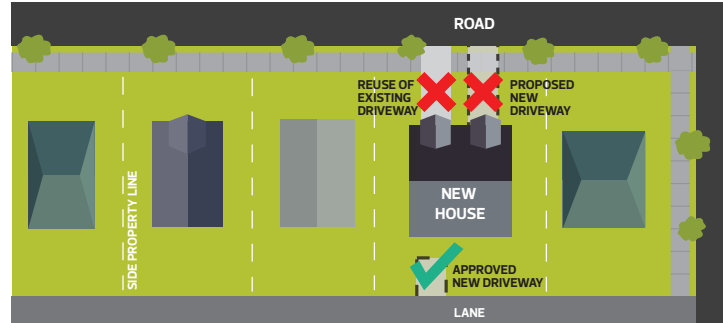 ROAD
REUSE OF
EXISTING
DRIVEWAY
PROPOSED
NEW
DRIVEWAY
SIDE PROPERTY LINE
NEW
HOUSE
APPROVED
NEW DRIVEWAY
LANE